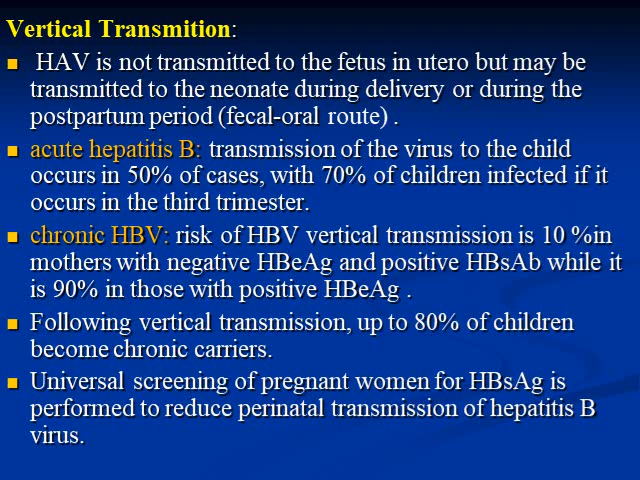 Vertical Transmition:
HAV is not transmitted to the fetus in utero but may be
transmitted to the neonate during delivery or during the
postpartum period (fecal-oral route) .
acute hepatitis B: transmission of the virus to the child
occurs in 50% of cases, with 70% of children infected if it
occurs in the third trimester.
chronic HBV: risk of HBV vertical transmission is 10 %in
mothers with negative HBeAg and positive HBsAb while it
is 90% in those with positive HBeAg .
Following vertical transmission, up to 80% of children
become chronic carriers.
Universal screening of pregnant women for HBsAg is
performed to reduce perinatal transmission of hepatitis B
virus.